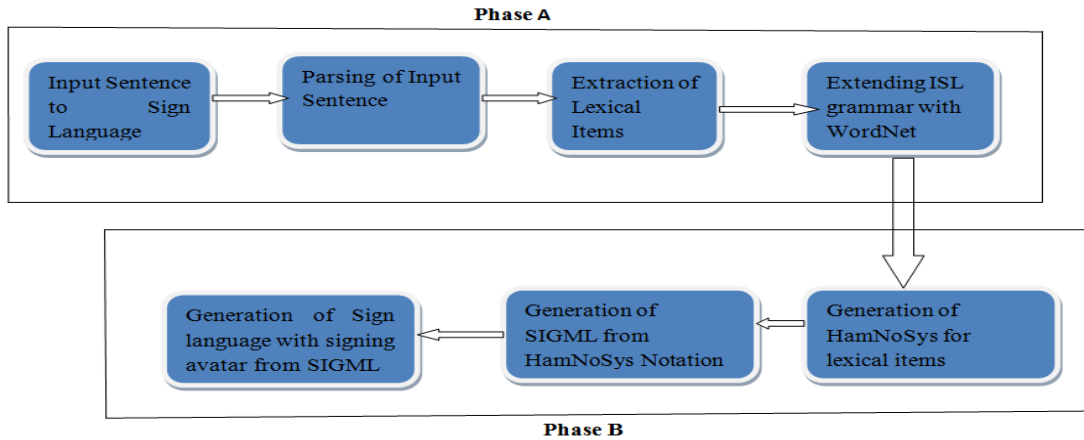 Phase A
Input Sentence
to Sign
Language
Parsing of Input
Sentence
Extraction of
Lexical
Items
Extending ISL
grammar with
WordNet
Generation of
HamNoSys for
lexical items
Generation of
SIGML from
HamNoSys Notation
Generation of Sign
language with signing
avatar from SIGML
Phase B